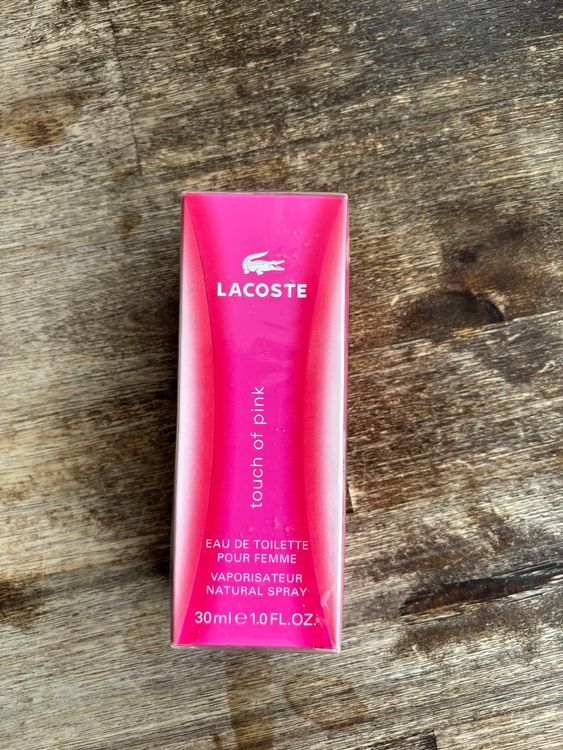 LACOSTE
touch of pink
EAU DE TOILETTE
POUR FEMME
VAPORISATEUR
NATURAL SPRAY
30ml e 1.0 FL.OZ.